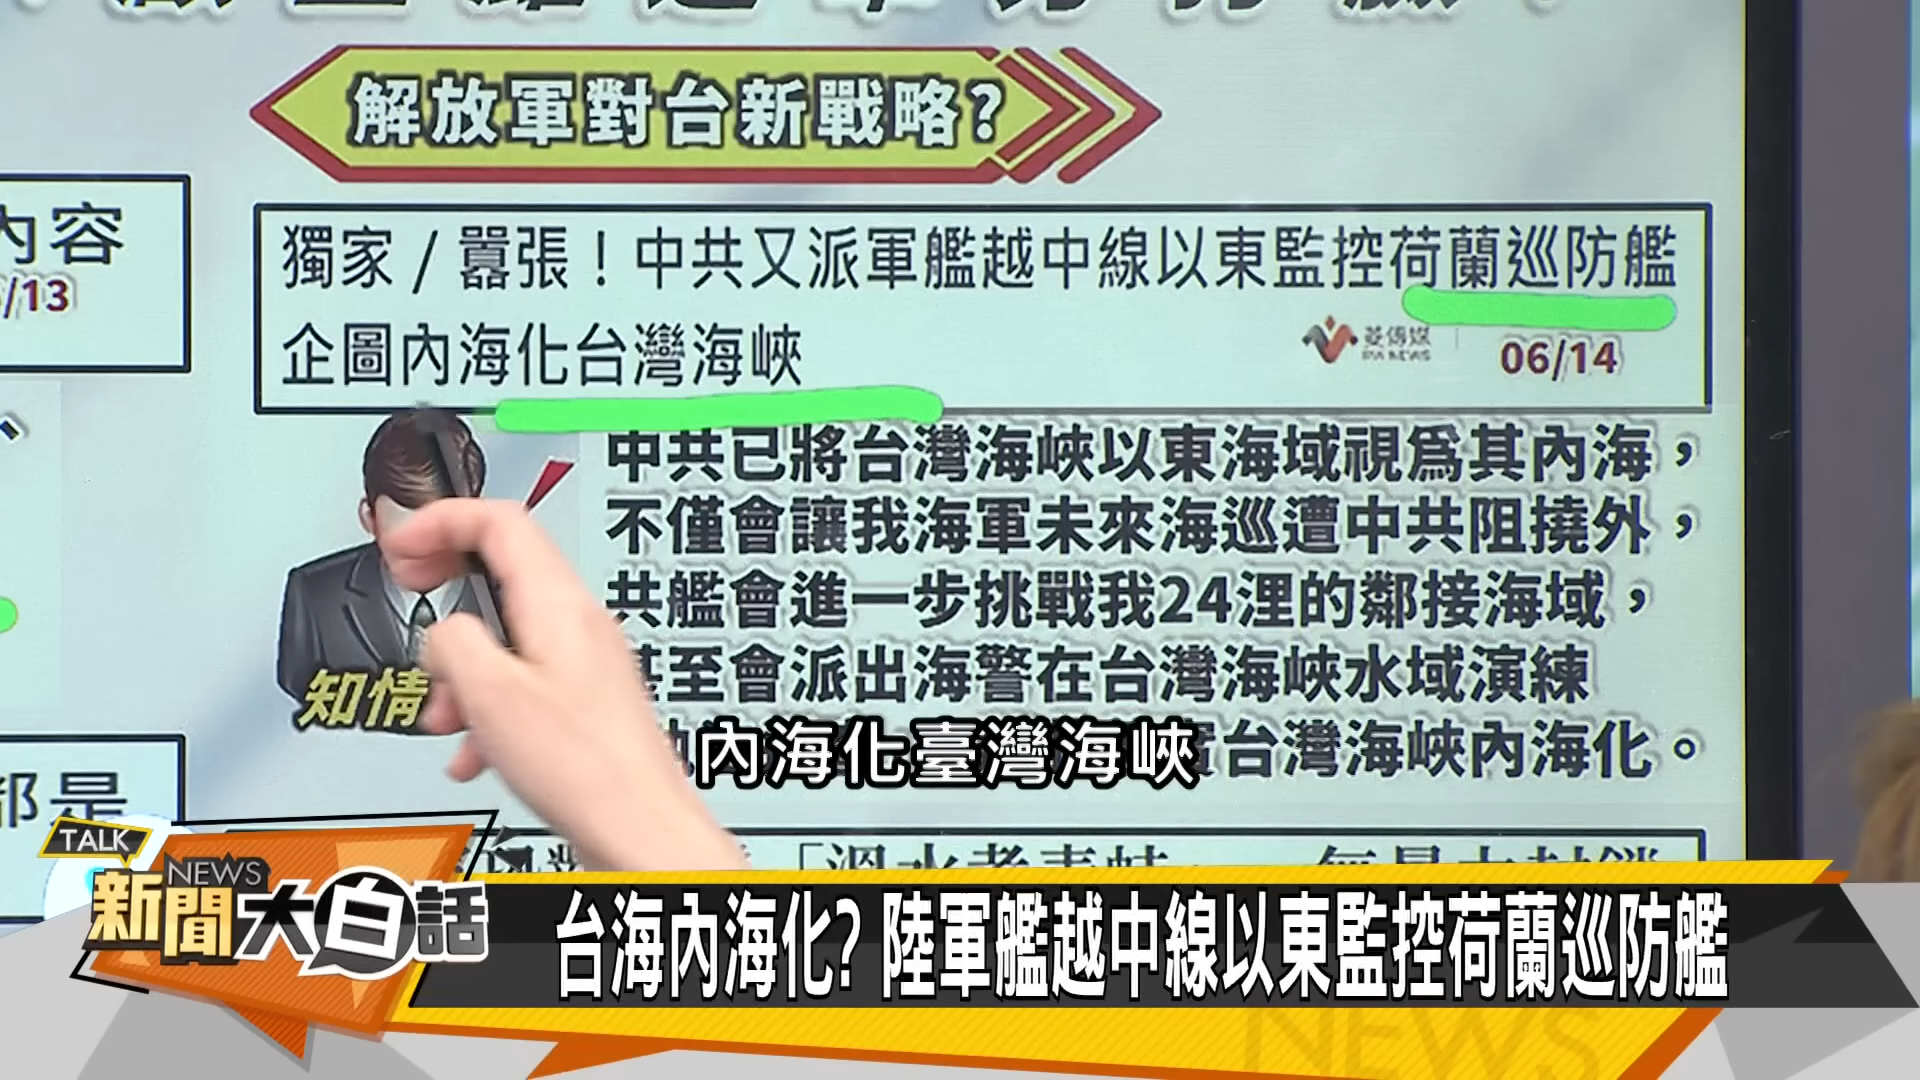 解放軍對台新戰略?
內容
/13
獨家/囂張!中共又派軍艦越中線以東監控荷蘭巡防艦
企圖內海化台灣海峽
菱傳媒
RW NEWS
06/14
中共已將台灣海峽以東海域視為其內海,
不僅會讓我海軍未來海巡遭中共阻撓外,
共艦會進一步挑戰我24浬的鄰接海域,
甚至會派出海警在台灣海峽水域演練
台灣海峽內海化。
知情
內海化臺灣海峽
都是
TALK
NEWS
新聞大白話
台海內海化? 陸軍艦越中線以東監控荷蘭巡防艦
NEWS